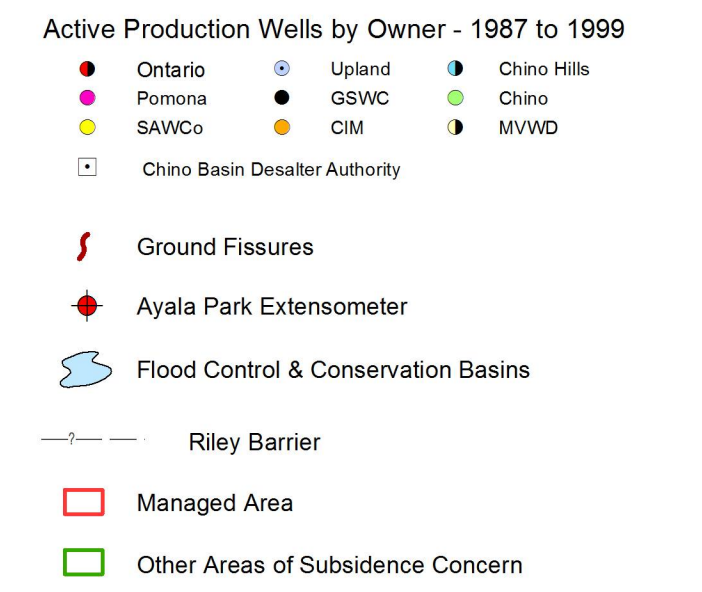 Active Production Wells by Owner - 1987 to 1999
Ontario Upland Chino Hills
Pomona GSWC Chino
SAWCo CIM MVWD
Chino Basin Desalter Authority
Ground Fissures
Ayala Park Extensometer
Flood Control & Conservation Basins
? Riley Barrier
Managed Area
Other Areas of Subsidence Concern